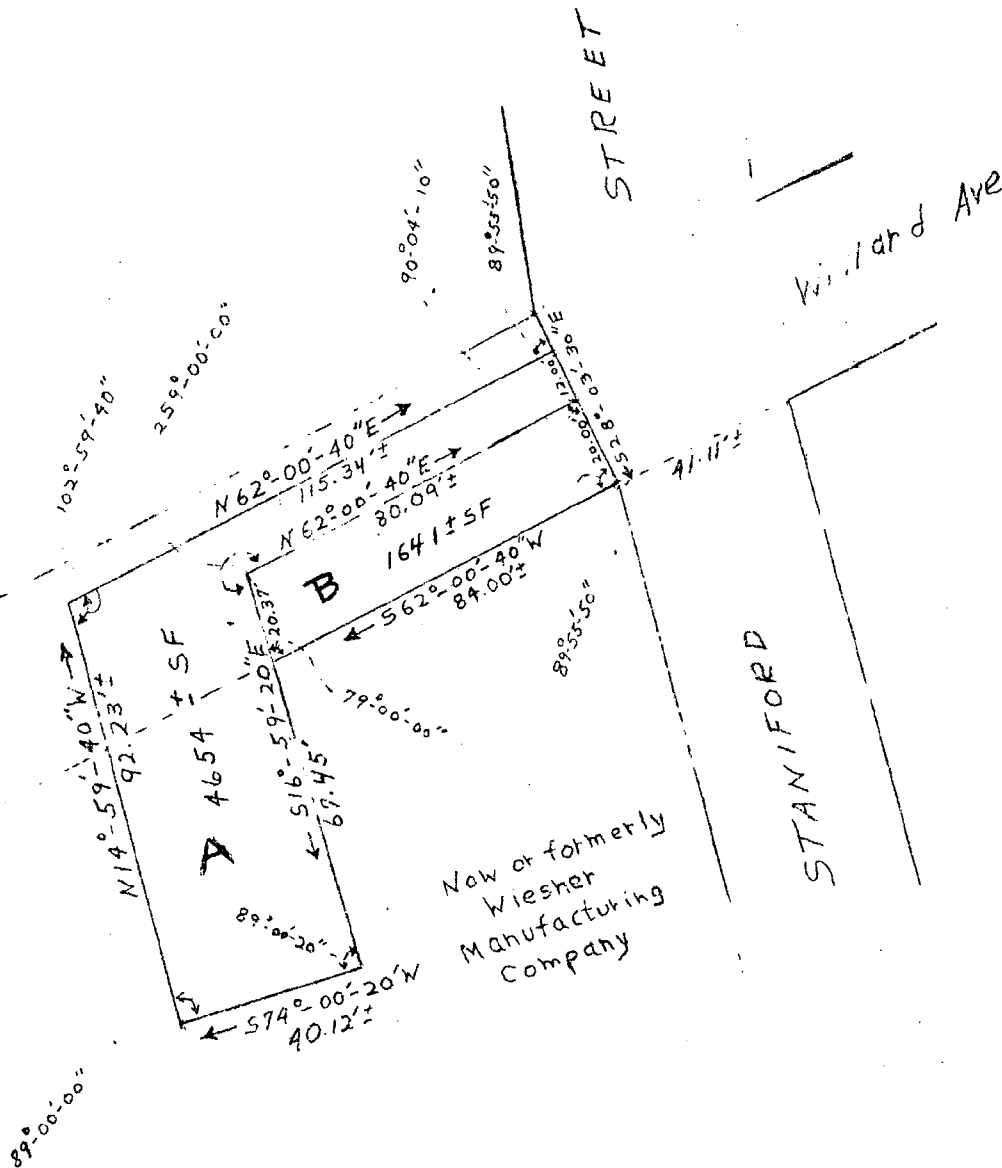 STREET
Willard Ave
90°-04'-10"
89°-55'-50"
259°-00'-00"
102°-59'-40"
N 62°-00'-40"E
115.34'±
12.00'
S28°-03'-30"E
N 62°-00'-40"E
80.09'±
20.00'±
41.11'±
B
1641± SF
S62°-00'-40"W
84.00'±
20.37'
89°-55'-50"
79°-00'-00"
N14°-59'-40"W
92.23'±
A 4654 ± SF
S16°-59'-20"E
67.45'
STANIFORD
Now or formerly
Wiesner
Manufacturing
Company
89°-00'-20"
S74°-00'-20"W
40.12'±
89°-00'-00"